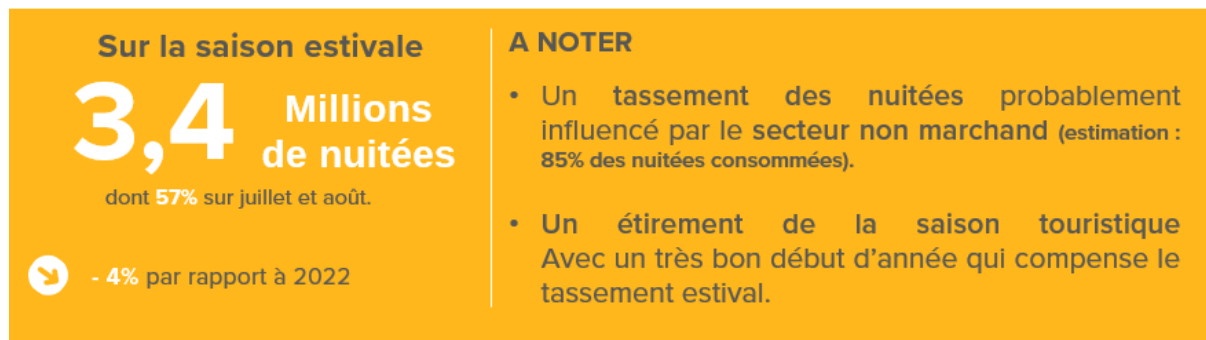 Sur la saison estivale
3,4 Millions
de nuitées
dont 57% sur juillet et août.
- 4% par rapport à 2022
A NOTER
• Un tassement des nuitées probablement
influencé par le secteur non marchand (estimation :
85% des nuitées consommées).
• Un étirement de la saison touristique
Avec un très bon début d'année qui compense le
tassement estival.